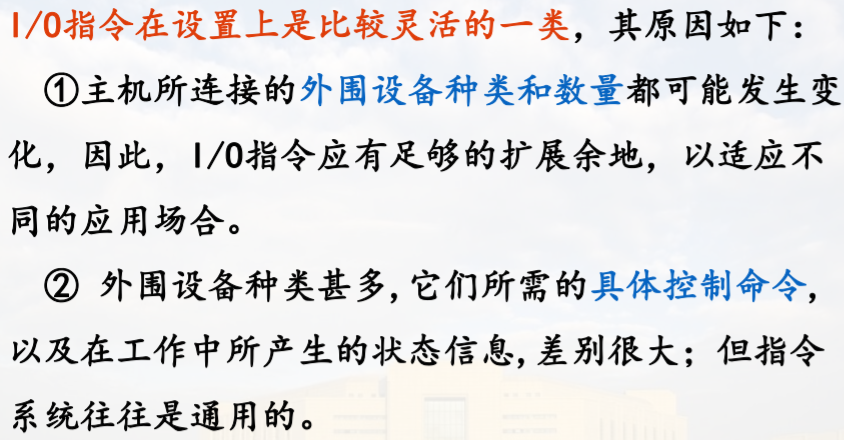 I/O指令在设置上是比较灵活的一类，其原因如下：
①主机所连接的外围设备种类和数量都可能发生变
化，因此，I/O指令应有足够的扩展余地，以适应不
同的应用场合。
② 外围设备种类甚多,它们所需的具体控制命令,
以及在工作中所产生的状态信息,差别很大；但指令
系统往往是通用的。